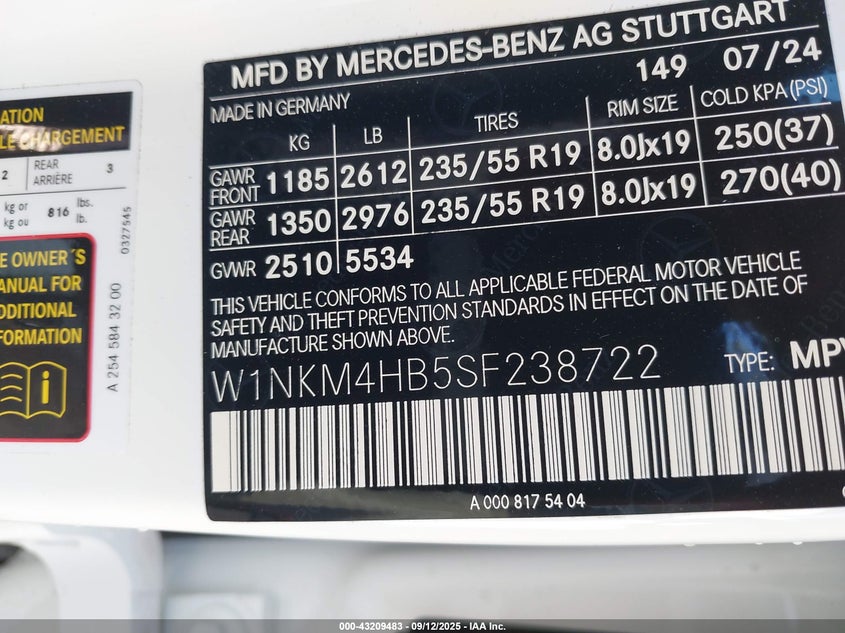 MFD BY MERCEDES-BENZ AG STUTTGART
149 07/24
MADE IN GERMANY
KG LB TIRES RIM SIZE COLD KPA (PSI)
GAWR FRONT 1185 2612 235/55 R19 8.0Jx19 250(37)
GAWR REAR 1350 2976 235/55 R19 8.0Jx19 270(40)
GVWR 2510 5534
THIS VEHICLE CONFORMS TO ALL APPLICABLE FEDERAL MOTOR VEHICLE
SAFETY AND THEFT PREVENTION STANDARDS IN EFFECT ON THE DATE OF
MANUFACTURE SHOWN ABOVE.
W1NKM4HB5SF238722 TYPE: MPV
A 000 817 54 04
ATION
LE CHARGEMENT
2 REAR ARRIÈRE 3
kg or kg ou 816 lbs. lb.
0327545
E OWNER´S
ANUAL FOR
DDITIONAL
FORMATION
A 254 584 32 00
000-43209483 - 09/12/2025 - IAA Inc.